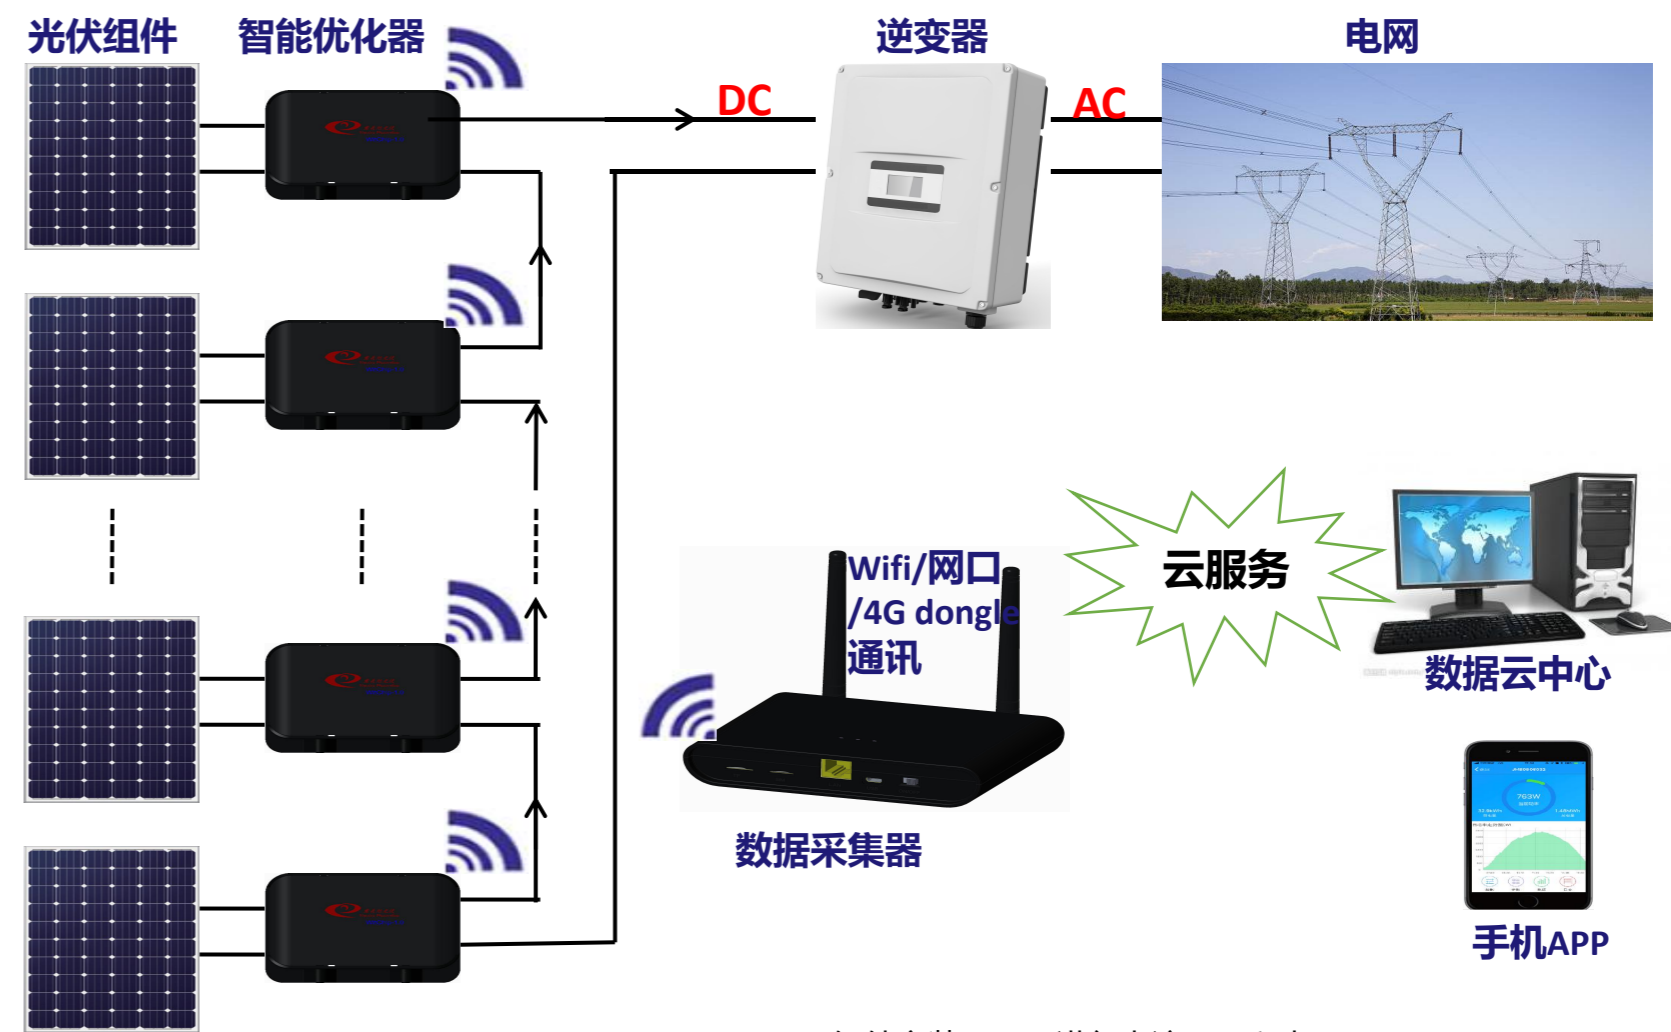 光伏组件
智能优化器
逆变器
电网
DC
AC
Wifi/网口
/4G dongle
通讯
云服务
数据云中心
数据采集器
763W
手机APP